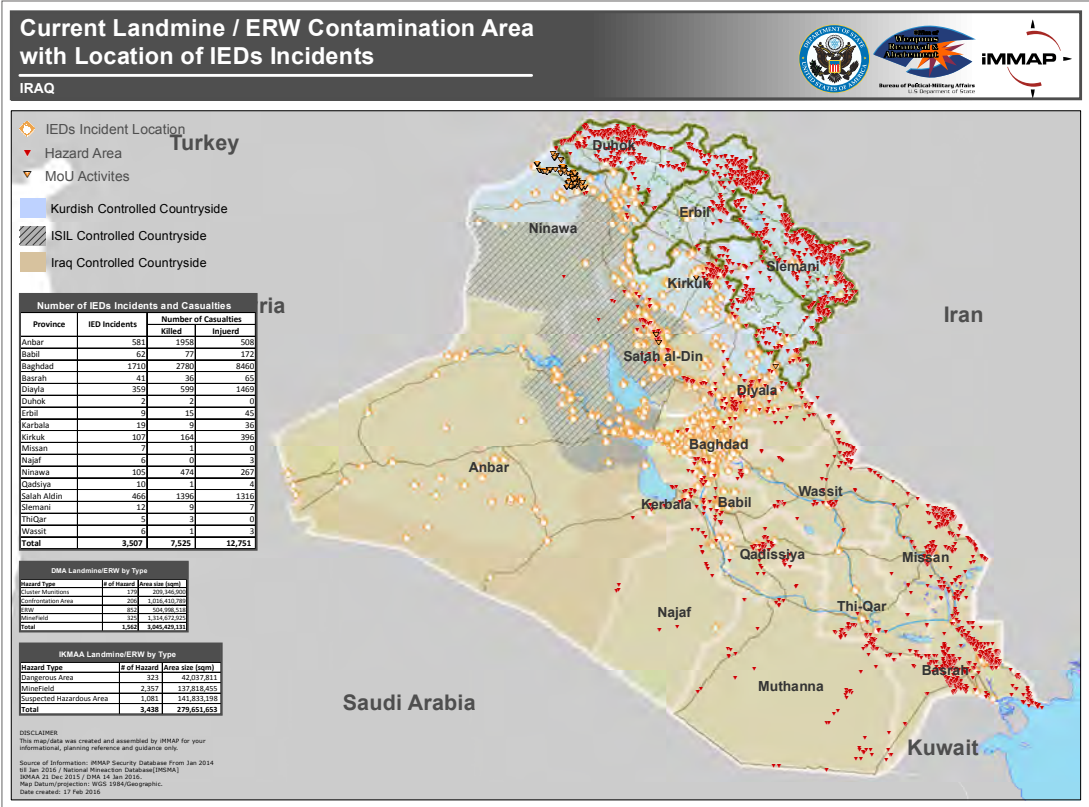 Current Landmine / ERW Contamination Area
with Location of IEDs Incidents
IRAQ
DEPARTMENT OF STATE
UNITED STATES OF AMERICA
Weapons
Removal &
Abatement
Bureau of Political-Military Affairs
U.S Department of State
iMMAP
IEDs Incident Location
Hazard Area
MoU Activites
Kurdish Controlled Countryside
ISIL Controlled Countryside
Iraq Controlled Countryside
Turkey
ria
Iran
Saudi Arabia
Kuwait
Duhok
Ninawa
Erbil
Slemani
Kirkuk
Salah al-Din
Diyala
Baghdad
Anbar
Kerbala
Babil
Wassit
Qadissiya
Missan
Najaf
Thi-Qar
Basrah
Muthanna
Number of IEDs Incidents and Casualties
Province IED Incidents Number of Casualties
Killed Injuerd
Anbar 581 1958 508
Babil 62 77 172
Baghdad 1710 2780 8460
Basrah 41 36 65
Diayla 359 599 1469
Duhok 2 2 0
Erbil 9 15 45
Karbala 19 9 36
Kirkuk 107 164 396
Missan 7 1 0
Najaf 6 0 3
Ninawa 105 474 267
Qadsiya 10 1 4
Salah Aldin 466 1396 1316
Slemani 12 9 7
ThiQar 5 3 0
Wassit 6 1 3
Total 3,507 7,525 12,751
DMA Landmine/ERW by Type
Hazard Type # of Hazard Area size (sqm)
Cluster Munitions 179 209,346,900
Confrontation Area 206 1,016,410,789
ERW 852 504,998,518
MineField 325 1,314,672,925
Total 1,562 3,045,429,131
IKMAA Landmine/ERW by Type
Hazard Type # of Hazard Area size (sqm)
Dangerous Area 323 42,037,811
MineField 2,357 137,818,455
Suspected Hazardous Area 1,081 141,833,198
Total 3,438 279,651,653
DISCLAIMER
This map/data was created and assembled by iMMAP for your
informational, planning reference and guidance only.
Source of Information: iMMAP Security Database From Jan 2014
till Jan 2016 / National Mineaction Database[IMSMA]
IKMAA 21 Dec 2015 / DMA 14 Jan 2016.
Map Datum/projection: WGS 1984/Geographic.
Date created: 17 Feb 2016